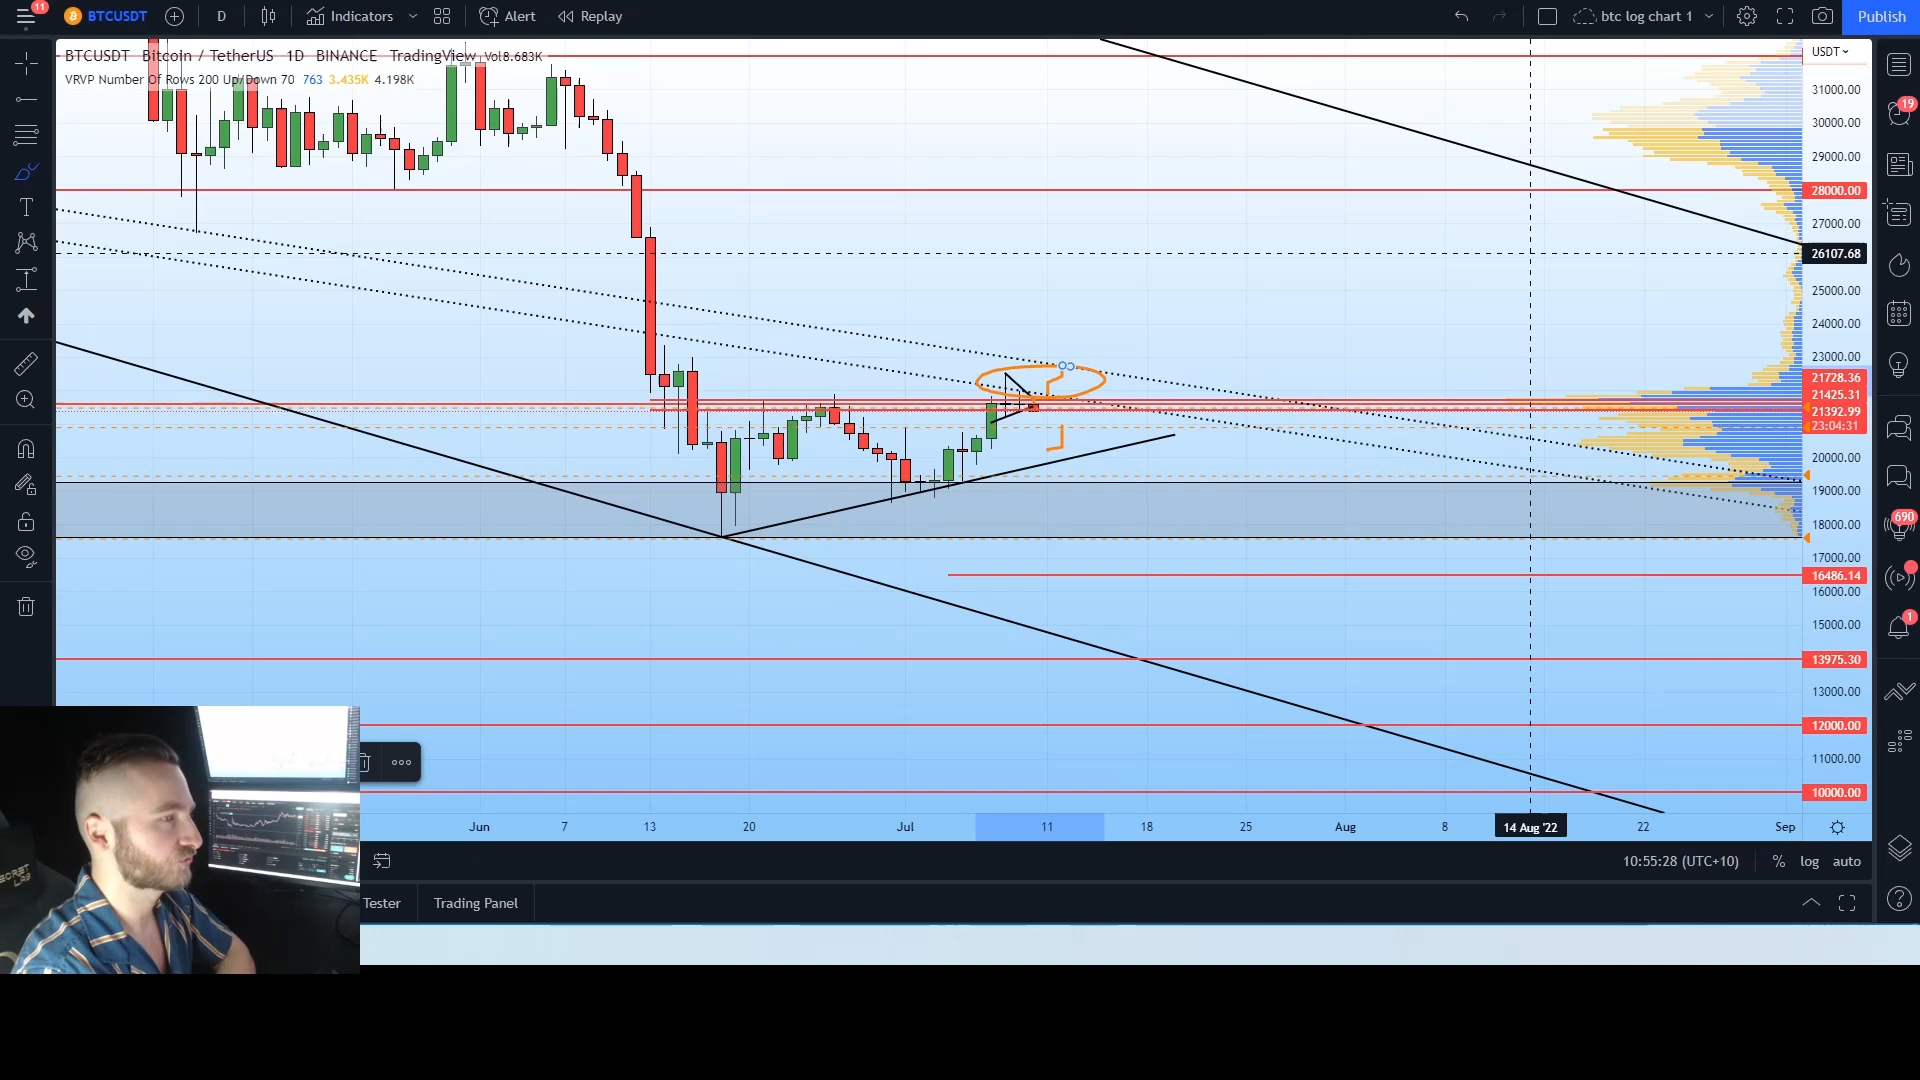 11
BTCUSDT
D
Indicators
Alert
Replay
btc log chart 1
Publish
BTCUSDT Bitcoin / TetherUS 1D BINANCE TradingView Vol8.683K
VRVP Number Of Rows 200 Up/Down 70 763 3.435K 4.198K
USDT
31000.00
30000.00
29000.00
28000.00
27000.00
26107.68
25000.00
24000.00
23000.00
21728.36
21425.31
21392.99
23:04:31
20000.00
19000.00
18000.00
17000.00
16486.14
16000.00
15000.00
13975.30
13000.00
12000.00
11000.00
10000.00
19
690
1
Jun 7 13 20 Jul 11 18 25 Aug 8 14 Aug '22 22 Sep
10:55:28 (UTC+10) % log auto
Tester Trading Panel